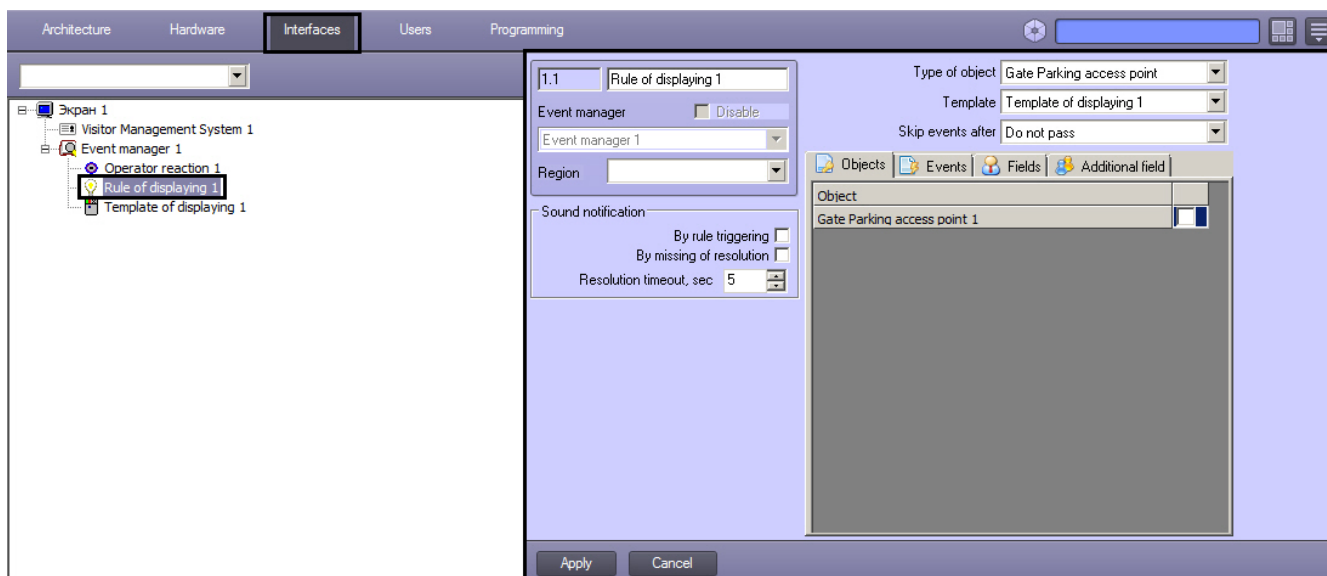 Architecture Hardware Interfaces Users Programming
Экран 1
Visitor Management System 1
Event manager 1
Operator reaction 1
Rule of displaying 1
Template of displaying 1
1.1 Rule of displaying 1
Event manager Disable
Event manager 1
Region
Sound notification
By rule triggering
By missing of resolution
Resolution timeout, sec 5
Type of object Gate Parking access point
Template Template of displaying 1
Skip events after Do not pass
Objects Events Fields Additional field
Object
Gate Parking access point 1
Apply Cancel